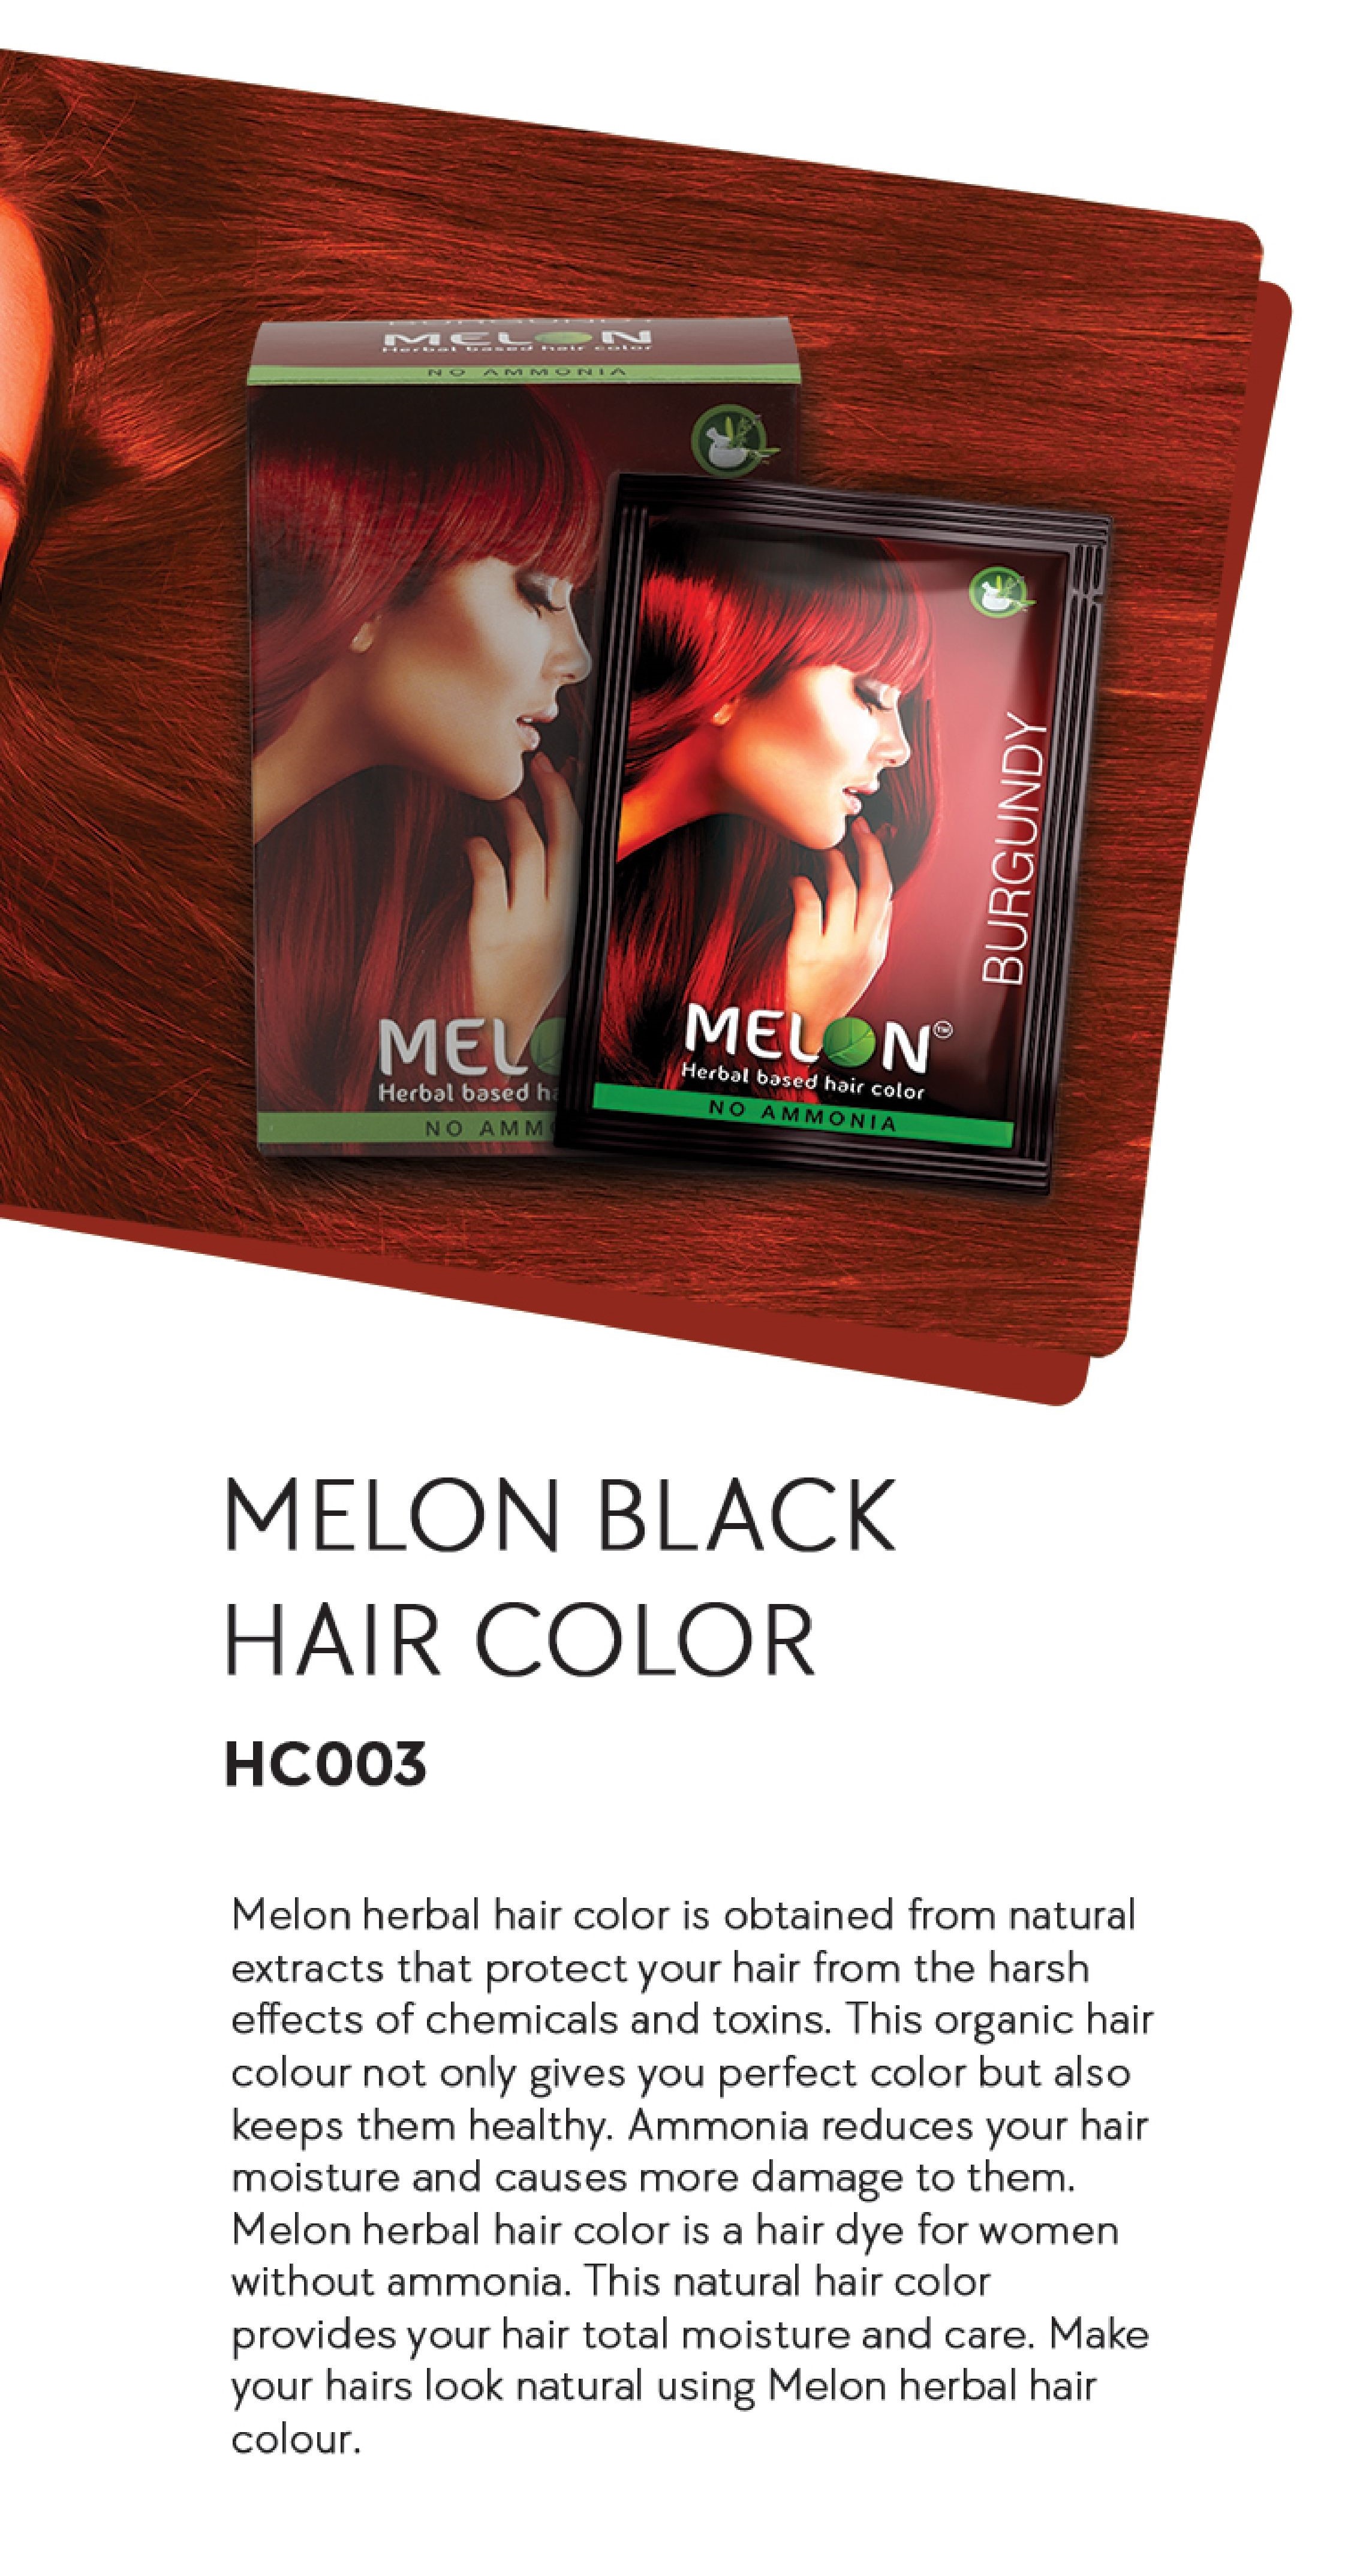 MELON
Herbal based hair color
NO AMMONIA
MEL
Herbal based ha
NO AMM
BURGUNDY
MELON™
Herbal based hair color
NO AMMONIA
MELON BLACK
HAIR COLOR
HC003
Melon herbal hair color is obtained from natural
extracts that protect your hair from the harsh
effects of chemicals and toxins. This organic hair
colour not only gives you perfect color but also
keeps them healthy. Ammonia reduces your hair
moisture and causes more damage to them.
Melon herbal hair color is a hair dye for women
without ammonia. This natural hair color
provides your hair total moisture and care. Make
your hairs look natural using Melon herbal hair
colour.